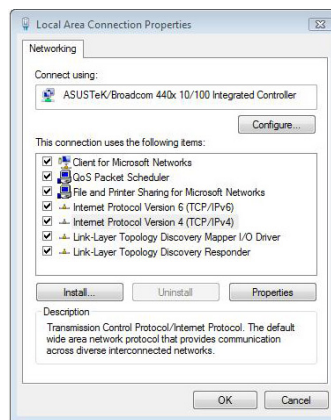 Local Area Connection Properties
Networking
Connect using:
ASUSTeK/Broadcom 440x 10/100 Integrated Controller
Configure...
This connection uses the following items:
Client for Microsoft Networks
QoS Packet Scheduler
File and Printer Sharing for Microsoft Networks
Internet Protocol Version 6 (TCP/IPv6)
Internet Protocol Version 4 (TCP/IPv4)
Link-Layer Topology Discovery Mapper I/O Driver
Link-Layer Topology Discovery Responder
Install... Uninstall Properties
Description
Transmission Control Protocol/Internet Protocol. The default
wide area network protocol that provides communication
across diverse interconnected networks.
OK Cancel